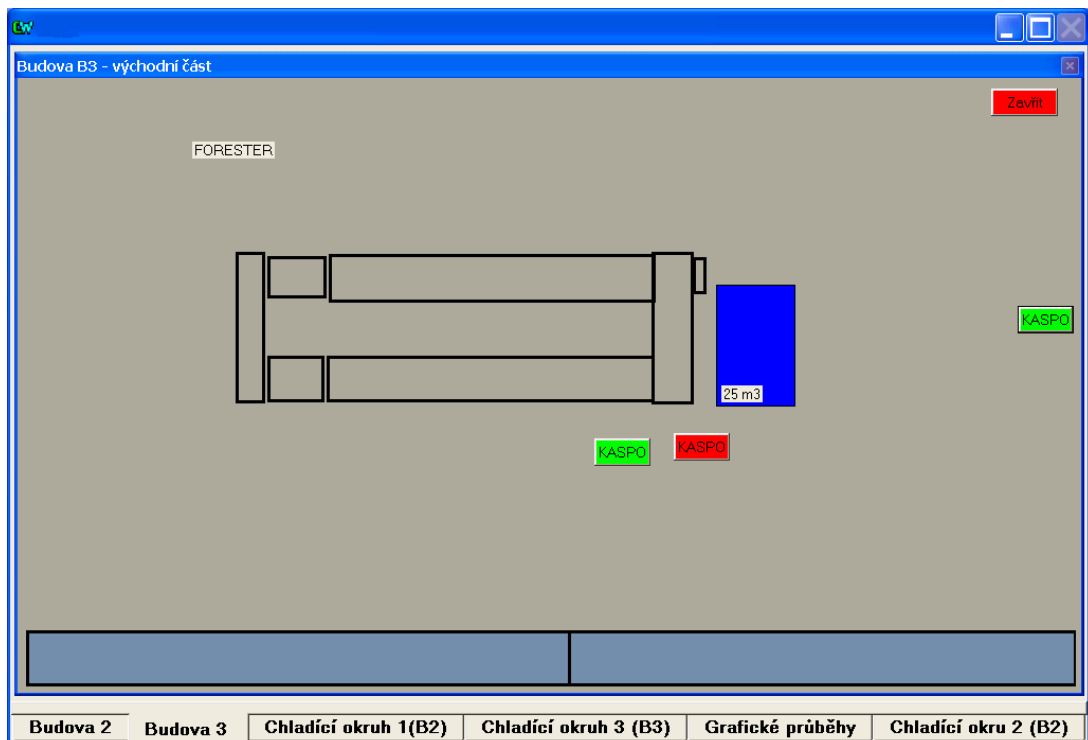 CW
Budova B3 - východní část
Zavřít
FORESTER
KASPO
25 m3
KASPO
KASPO
Budova 2
Budova 3
Chladící okruh 1(B2)
Chladící okruh 3 (B3)
Grafické průběhy
Chladící okru 2 (B2)